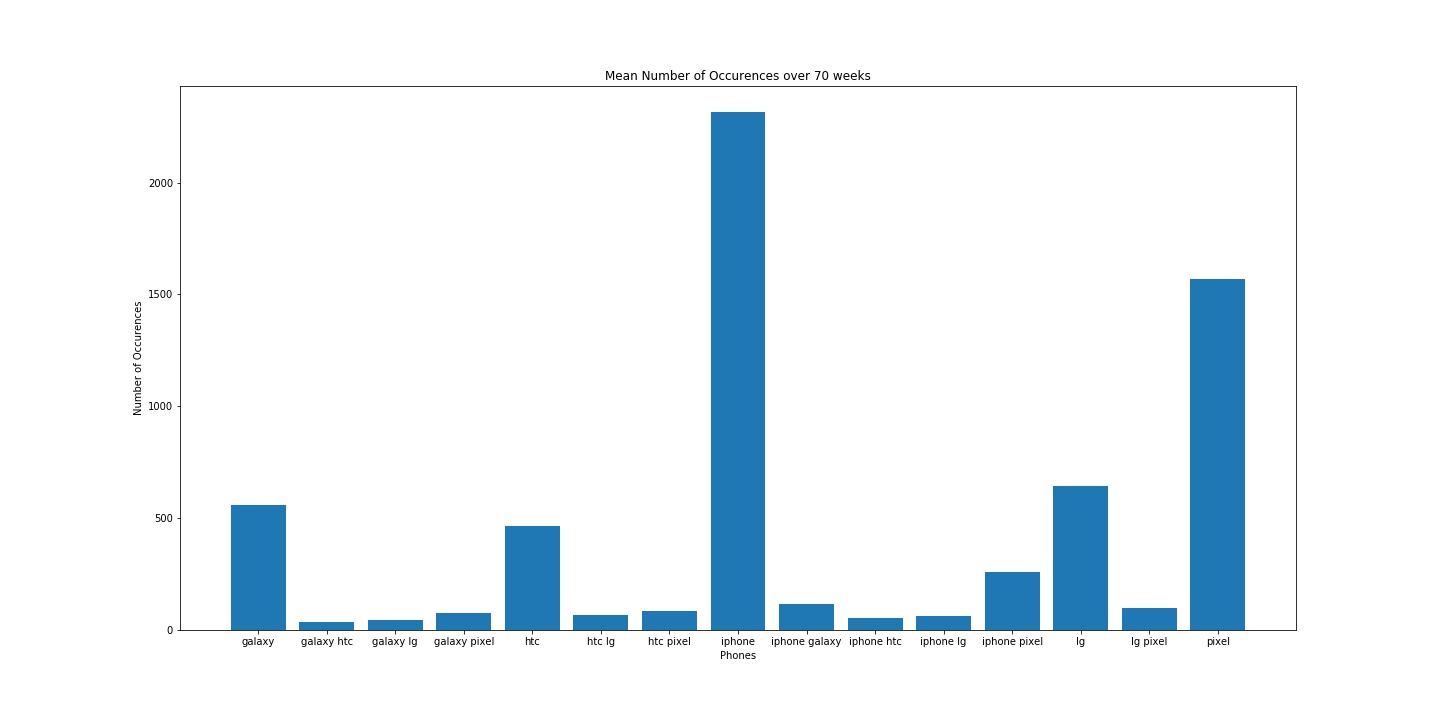 Mean Number of Occurences over 70 weeks
Number of Occurences
2000
1500
1000
500
0
galaxy galaxy htc galaxy lg galaxy pixel htc htc lg htc pixel iphone iphone galaxy iphone htc iphone lg iphone pixel lg lg pixel pixel
Phones